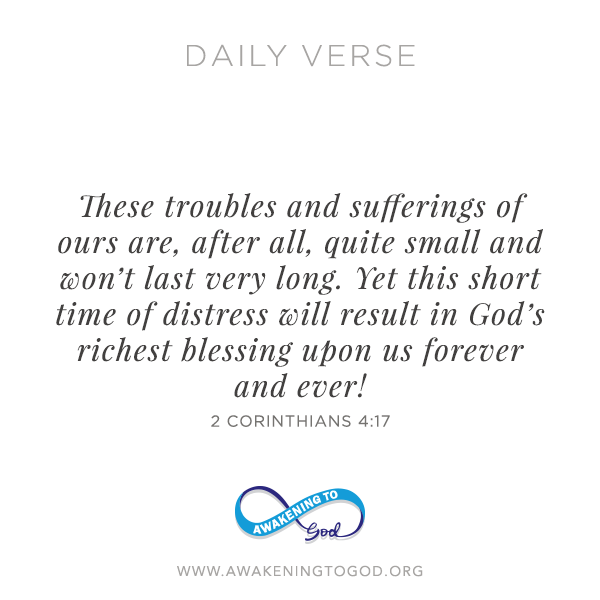 DAILY VERSE
These troubles and sufferings of
ours are, after all, quite small and
won’t last very long. Yet this short
time of distress will result in God’s
richest blessing upon us forever
and ever!
2 CORINTHIANS 4:17
AWAKENING TO
God
WWW.AWAKENINGTOGOD.ORG